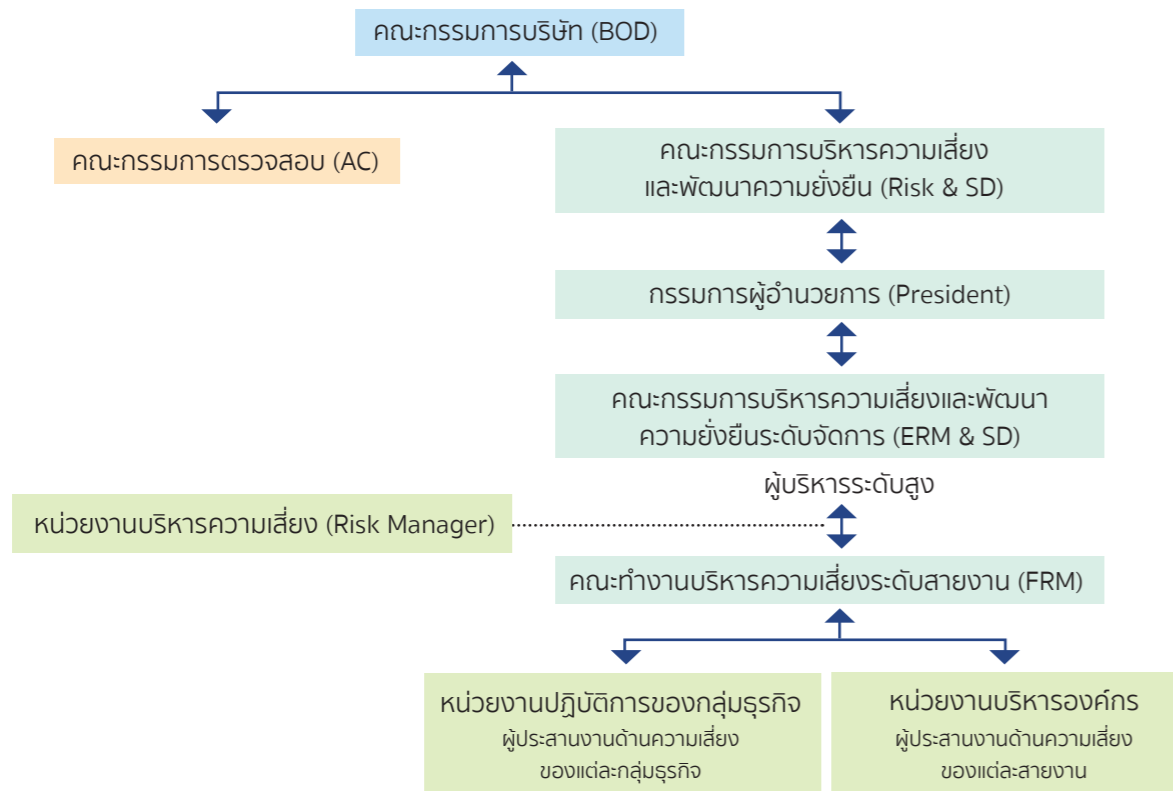 คณะกรรมการบริษัท (BOD)
คณะกรรมการตรวจสอบ (AC)
คณะกรรมการบริหารความเสี่ยง
และพัฒนาความยั่งยืน (Risk & SD)
กรรมการผู้อำนวยการ (President)
คณะกรรมการบริหารความเสี่ยงและพัฒนา
ความยั่งยืนระดับจัดการ (ERM & SD)
ผู้บริหารระดับสูง
หน่วยงานบริหารความเสี่ยง (Risk Manager)
คณะทำงานบริหารความเสี่ยงระดับสายงาน (FRM)
หน่วยงานปฏิบัติการของกลุ่มธุรกิจ
ผู้ประสานงานด้านความเสี่ยง
ของแต่ละกลุ่มธุรกิจ
หน่วยงานบริหารองค์กร
ผู้ประสานงานด้านความเสี่ยง
ของแต่ละสายงาน